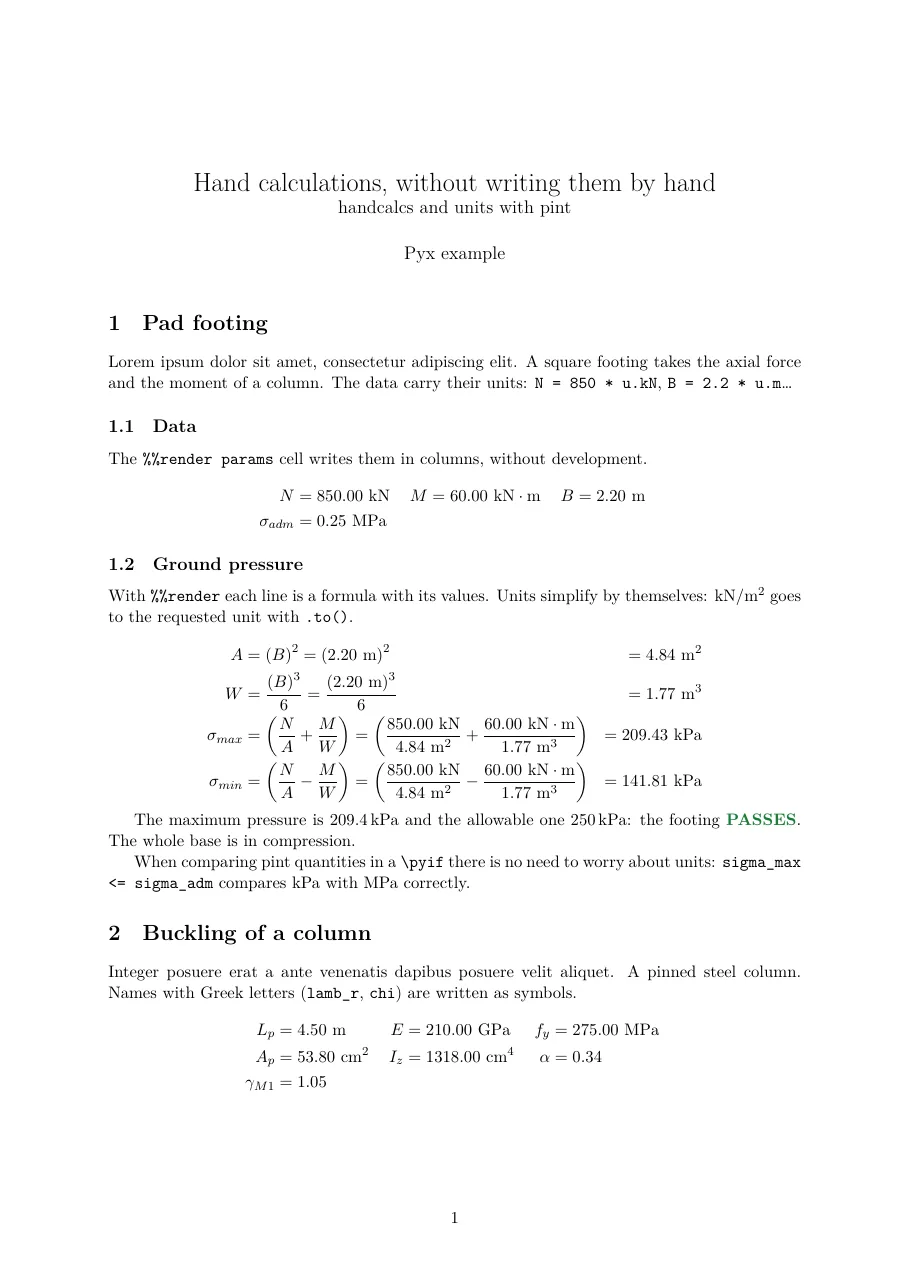 Hand calculations, without writing them by hand
handcalcs and units with pint
Pyx example
1 Pad footing
Lorem ipsum dolor sit amet, consectetur adipiscing elit. A square footing takes the axial force
and the moment of a column. The data carry their units: N = 850 * u.kN, B = 2.2 * u.m…
1.1 Data
The %%render params cell writes them in columns, without development.
N = 850.00 kN M = 60.00 kN · m B = 2.20 m
σ_adm = 0.25 MPa
1.2 Ground pressure
With %%render each line is a formula with its values. Units simplify by themselves: kN/m² goes
to the requested unit with .to().
A = (B)² = (2.20 m)² = 4.84 m²
W = (B)³/6 = (2.20 m)³/6 = 1.77 m³
σ_max = (N/A + M/W) = (850.00 kN/4.84 m² + 60.00 kN · m/1.77 m³) = 209.43 kPa
σ_min = (N/A − M/W) = (850.00 kN/4.84 m² − 60.00 kN · m/1.77 m³) = 141.81 kPa
The maximum pressure is 209.4 kPa and the allowable one 250 kPa: the footing PASSES.
The whole base is in compression.
When comparing pint quantities in a \pyif there is no need to worry about units: sigma_max
<= sigma_adm compares kPa with MPa correctly.
2 Buckling of a column
Integer posuere erat a ante venenatis dapibus posuere velit aliquet. A pinned steel column.
Names with Greek letters (lamb_r, chi) are written as symbols.
L_p = 4.50 m E = 210.00 GPa f_y = 275.00 MPa
A_p = 53.80 cm² I_z = 1318.00 cm⁴ α = 0.34
γ_M1 = 1.05
1